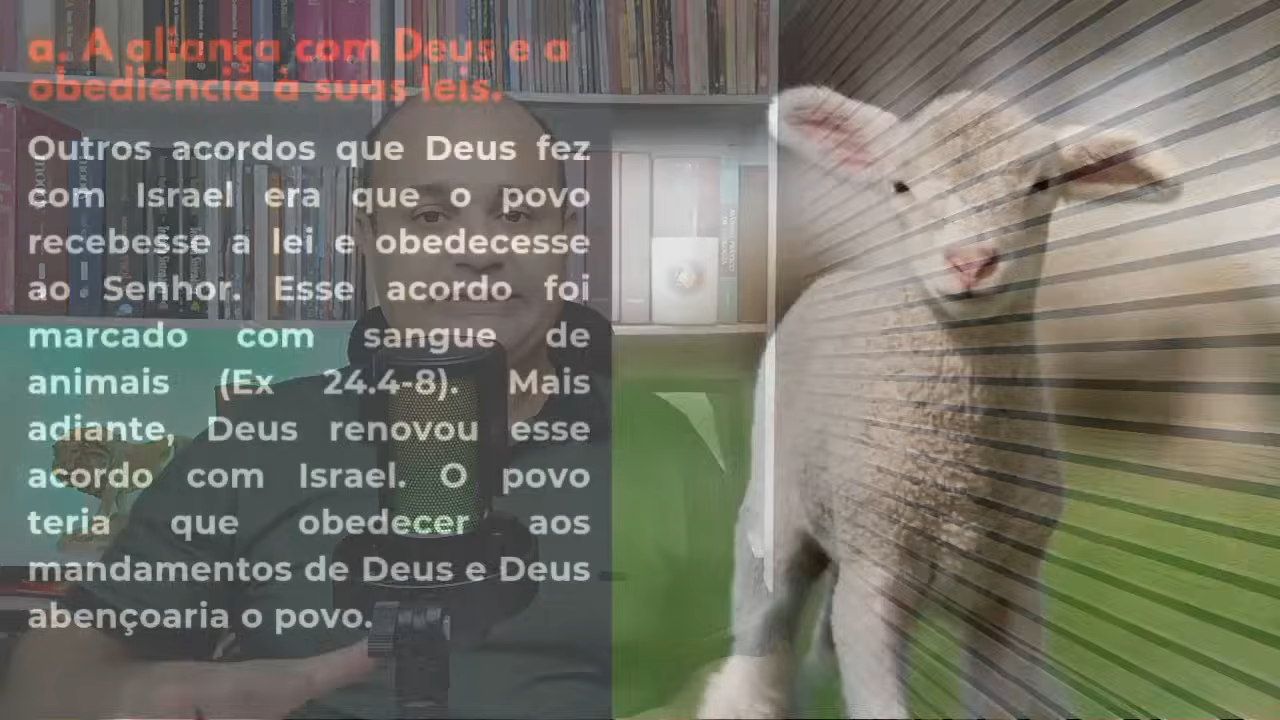 a. A aliança com Deus e a
obediência à suas leis.
Outros acordos que Deus fez
com Israel era que o povo
recebesse a lei e obedecesse
ao Senhor. Esse acordo foi
marcado com sangue de
animais (Ex 24.4-8). Mais
adiante, Deus renovou esse
acordo com Israel. O povo
teria que obedecer aos
mandamentos de Deus e Deus
abençoaria o povo.